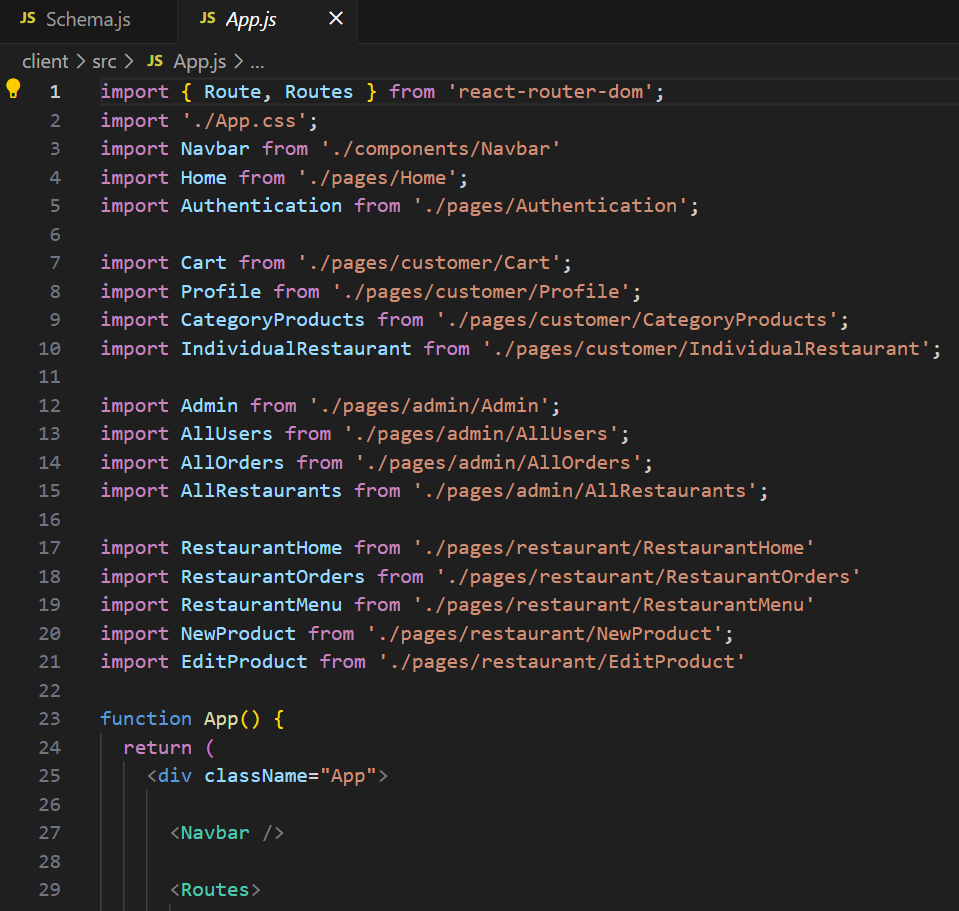 JS Schema.js
JS App.js ×
client > src > JS App.js > ...
1 import { Route, Routes } from 'react-router-dom';
2 import './App.css';
3 import Navbar from './components/Navbar'
4 import Home from './pages/Home';
5 import Authentication from './pages/Authentication';
6
7 import Cart from './pages/customer/Cart';
8 import Profile from './pages/customer/Profile';
9 import CategoryProducts from './pages/customer/CategoryProducts';
10 import IndividualRestaurant from './pages/customer/IndividualRestaurant';
11
12 import Admin from './pages/admin/Admin';
13 import AllUsers from './pages/admin/AllUsers';
14 import AllOrders from './pages/admin/AllOrders';
15 import AllRestaurants from './pages/admin/AllRestaurants';
16
17 import RestaurantHome from './pages/restaurant/RestaurantHome'
18 import RestaurantOrders from './pages/restaurant/RestaurantOrders'
19 import RestaurantMenu from './pages/restaurant/RestaurantMenu'
20 import NewProduct from './pages/restaurant/NewProduct';
21 import EditProduct from './pages/restaurant/EditProduct'
22
23 function App() {
24   return (
25     <div className="App">
26
27       <Navbar />
28
29       <Routes>